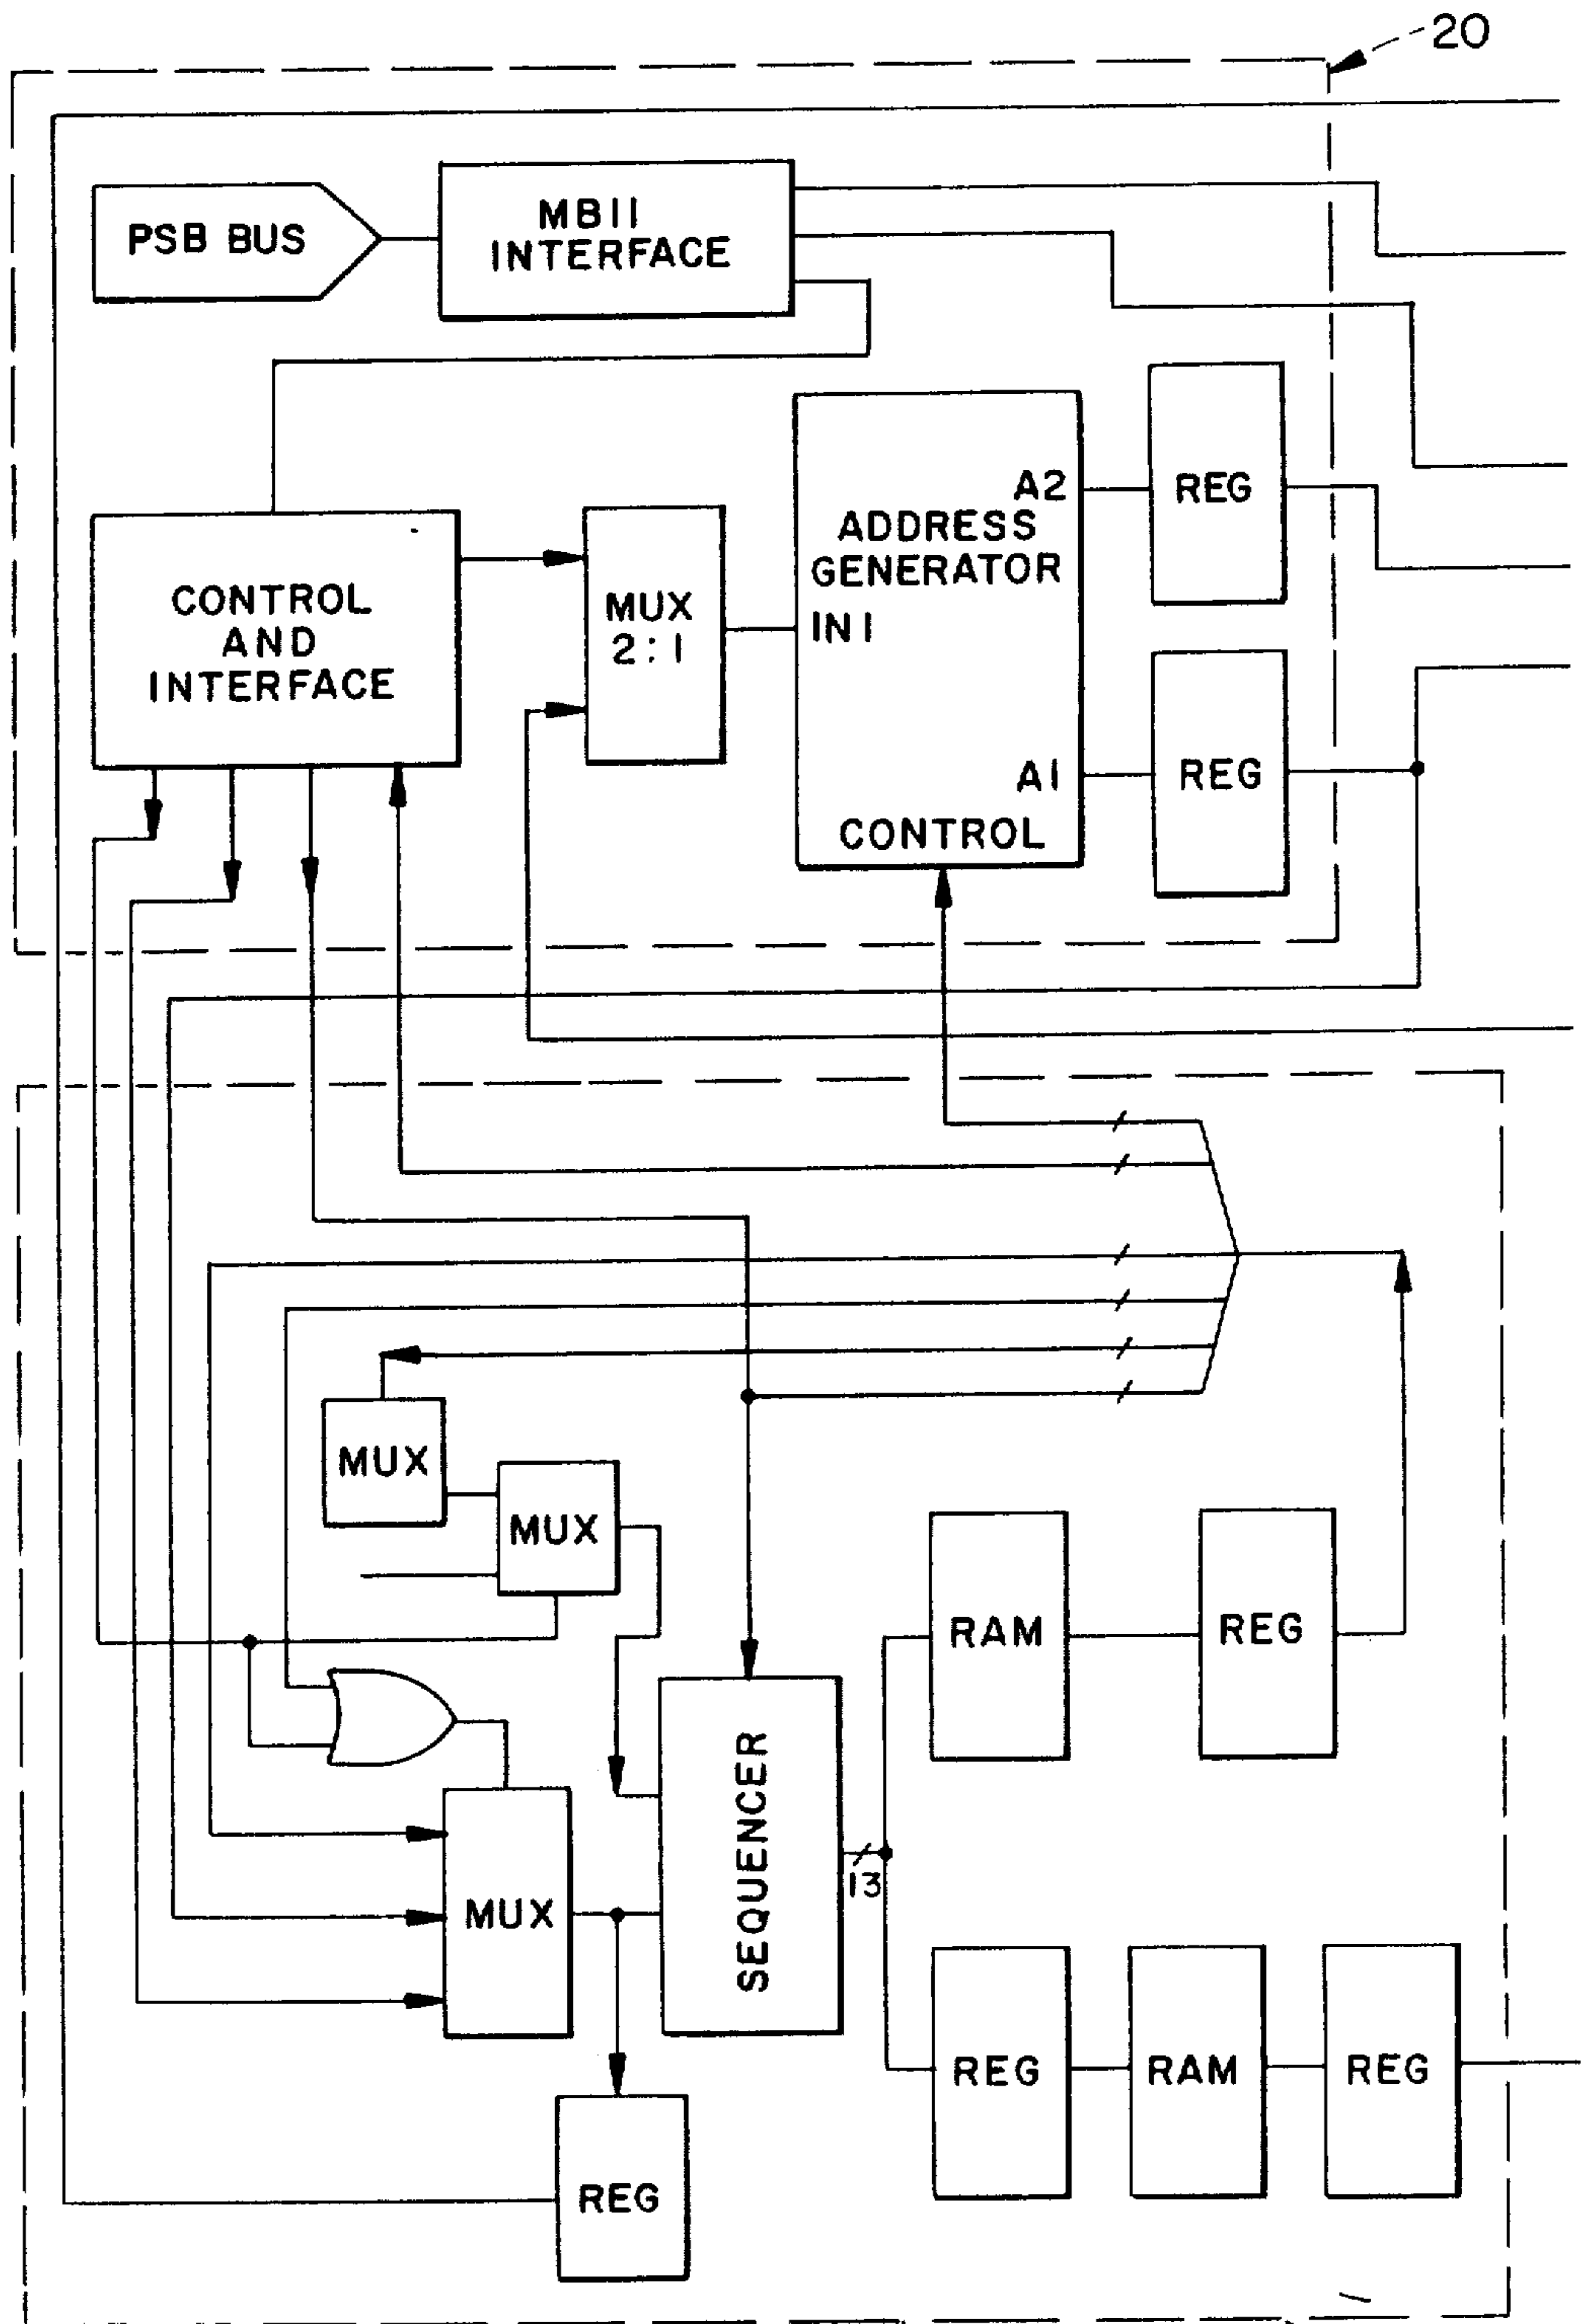 20
PSB BUS
MBII
INTERFACE
A2
REG
ADDRESS
GENERATOR
CONTROL
AND
INTERFACE
MUX
2:1
IN1
A1
REG
CONTROL
MUX
MUX
RAM
REG
SEQUENCER
13
MUX
REG
RAM
REG
REG